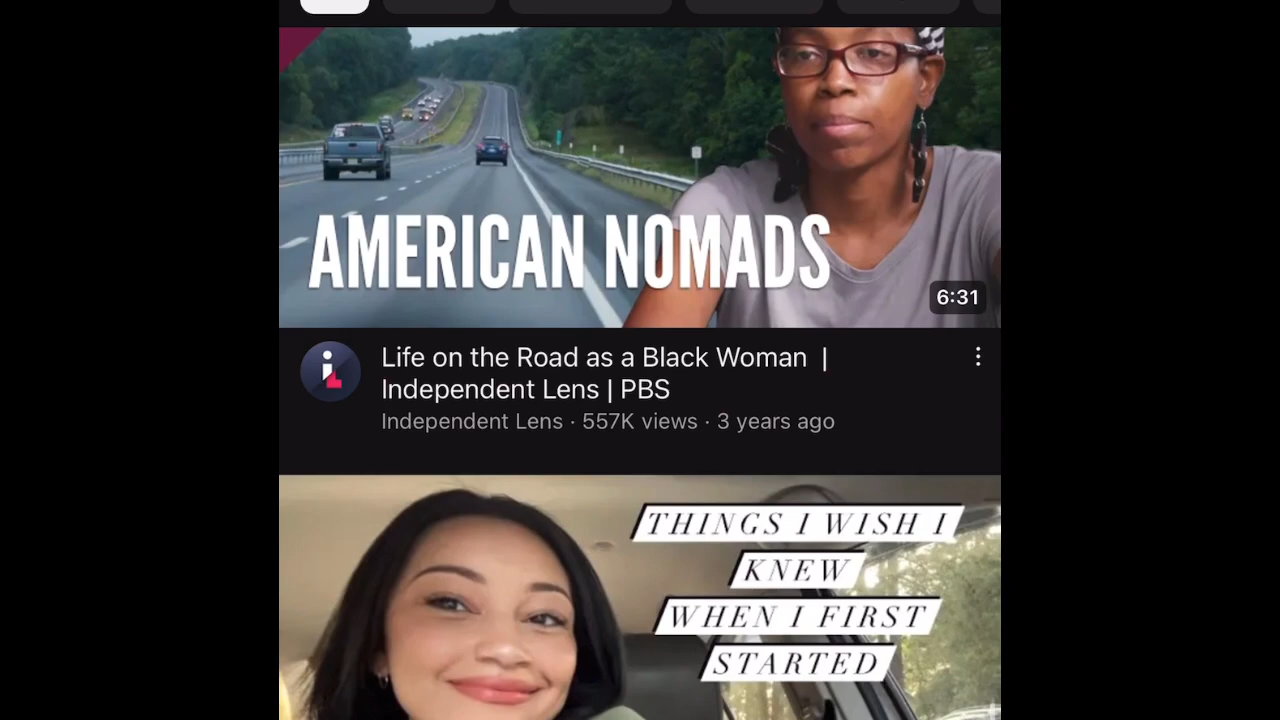 AMERICAN NOMADS
6:31
Life on the Road as a Black Woman |
Independent Lens | PBS
Independent Lens · 557K views · 3 years ago
THINGS I WISH I
KNEW
WHEN I FIRST
STARTED